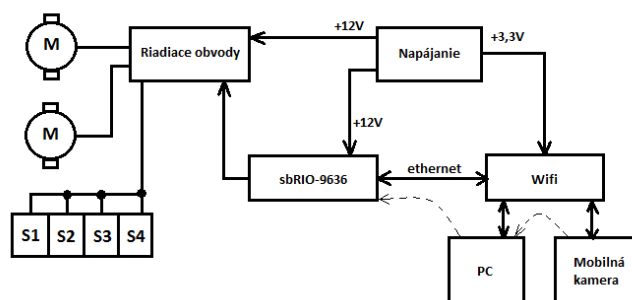 +12V
+3,3V
M
Riadiace obvody
Napájanie
M
+12V
ethernet
sbRIO-9636
Wifi
S1 S2 S3 S4
PC
Mobilná
kamera